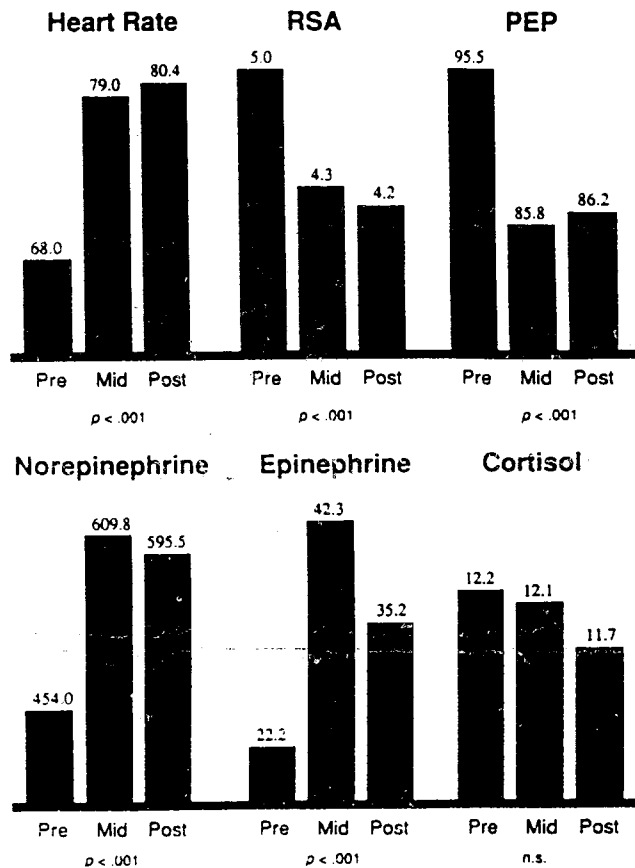 Heart Rate RSA PEP
5.0 95.5
79.0 80.4
4.3 4.2 85.8 86.2
68.0
Pre Mid Post Pre Mid Post Pre Mid Post
p < .001 p < .001 p < .001
Norepinephrine Epinephrine Cortisol
609.8 595.5 42.3
12.2 12.1
35.2 11.7
454.0 22.2
Pre Mid Post Pre Mid Post Pre Mid Post
p < .001 p < .001 n.s.